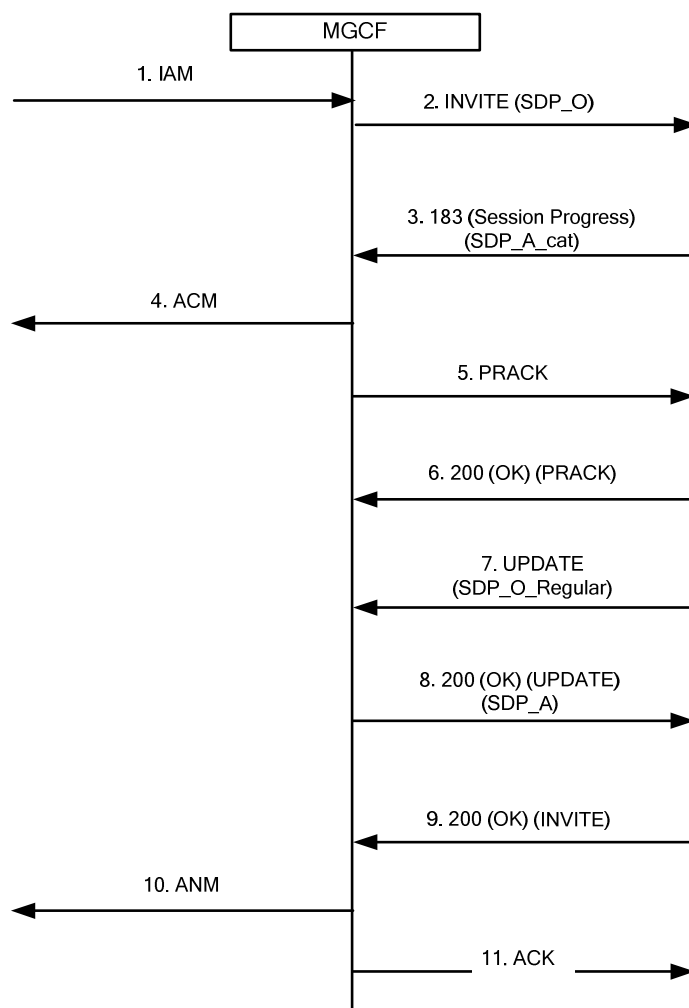 MGCF
1. IAM
2. INVITE (SDP_O)
3. 183 (Session Progress)
(SDP_A_cat)
4. ACM
5. PRACK
6. 200 (OK) (PRACK)
7. UPDATE
(SDP_O_Regular)
8. 200 (OK) (UPDATE)
(SDP_A)
9. 200 (OK) (INVITE)
10. ANM
11. ACK